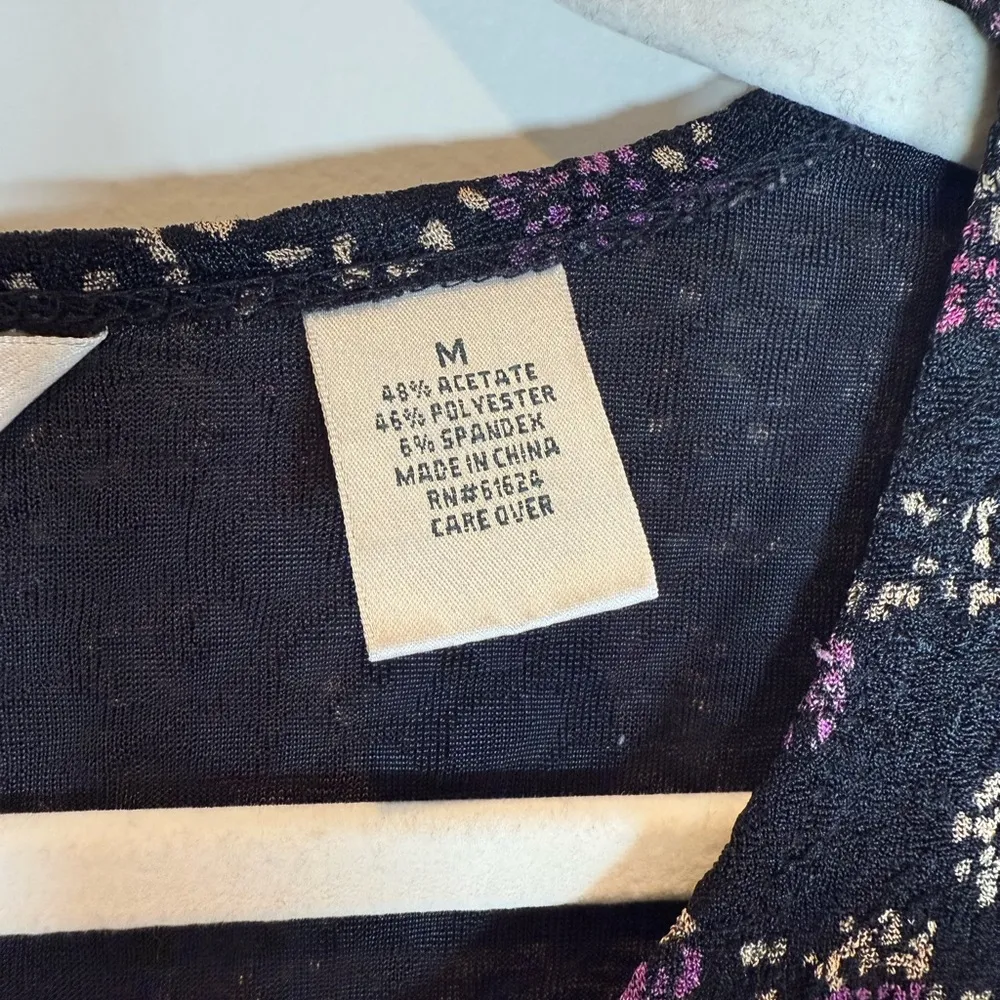 M
48% ACETATE
46% POLYESTER
6% SPANDEX
MADE IN CHINA
RN#61624
CARE OVER